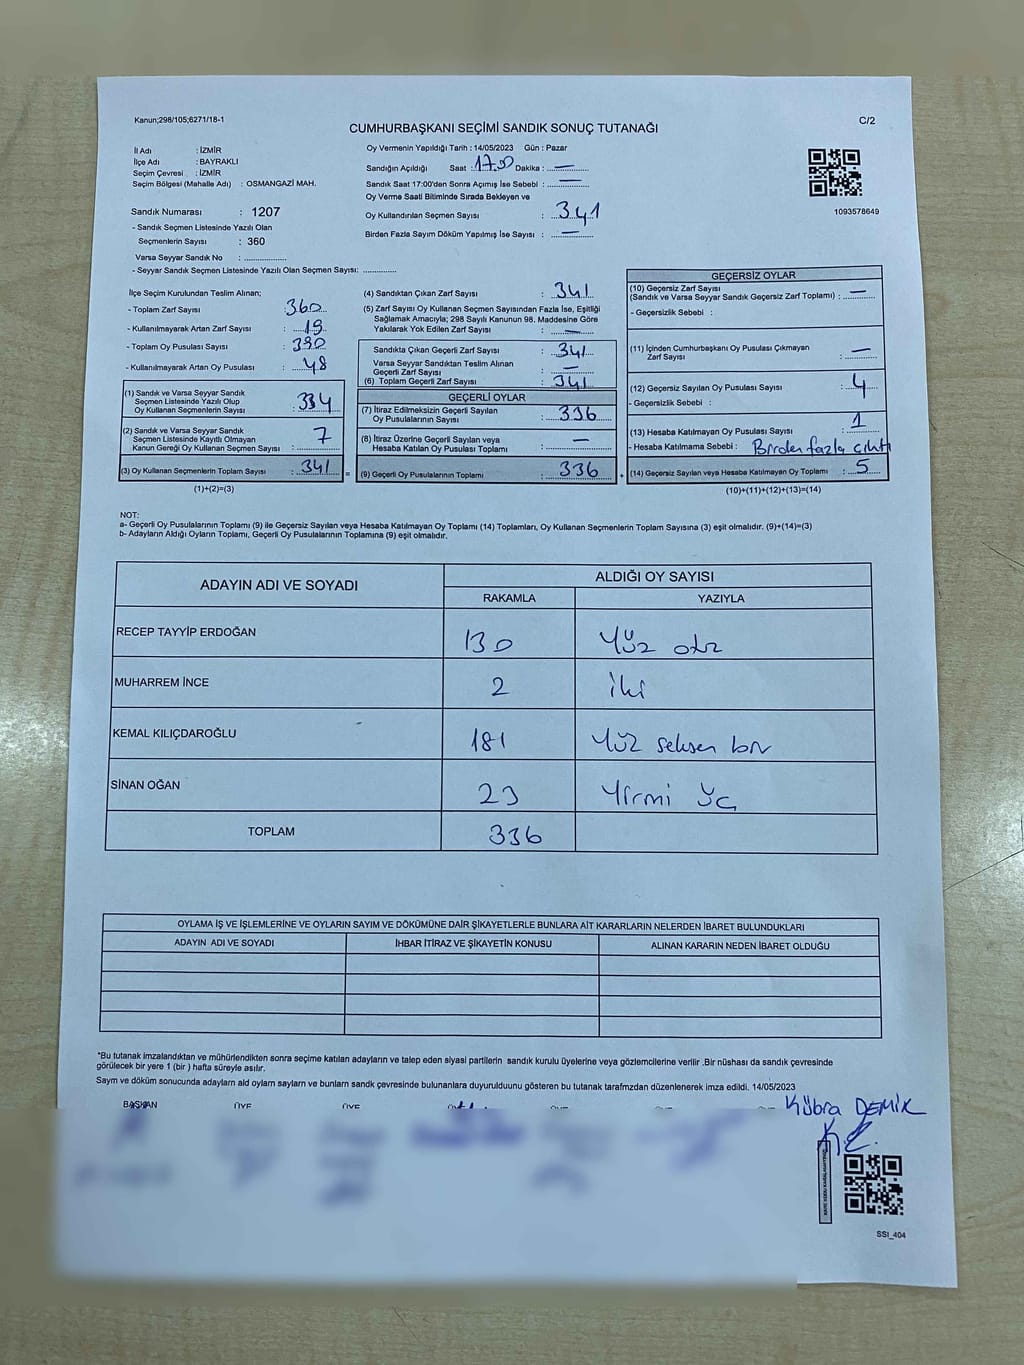 Kanun;298/105;6271/18-1
C/2
CUMHURBAŞKANI SEÇİMİ SANDIK SONUÇ TUTANAĞI
İl Adı : İZMİR
İlçe Adı : BAYRAKLI
Seçim Çevresi : İZMİR
Seçim Bölgesi (Mahalle Adı) : OSMANGAZİ MAH.
Sandık Numarası : 1207
- Sandık Seçmen Listesinde Yazılı Olan
Seçmenlerin Sayısı : 360
Varsa Seyyar Sandık No : ..............
- Seyyar Sandık Seçmen Listesinde Yazılı Olan Seçmen Sayısı: ............
Oy Vermenin Yapıldığı Tarih : 14/05/2023 Gün : Pazar
Sandığın Açıldığı Saat : 17.00 Dakika : —
Sandık Saat 17:00'den Sonra Açımış İse Sebebi : —
Oy Verme Saati Bitiminde Sırada Bekleyen ve
Oy Kullandırılan Seçmen Sayısı : 341
Birden Fazla Sayım Döküm Yapılmış İse Sayısı : —
1093578649
İlçe Seçim Kurulundan Teslim Alınan;
- Toplam Zarf Sayısı : 360
- Kullanılmayarak Artan Zarf Sayısı : 19
- Toplam Oy Pusulası Sayısı : 390
- Kullanılmayarak Artan Oy Pusulası : 48
(1) Sandık ve Varsa Seyyar Sandık
Seçmen Listesinde Yazılı Olup
Oy Kullanan Seçmenlerin Sayısı : 334
(2) Sandık ve Varsa Seyyar Sandık
Seçmen Listesinde Kayıtlı Olmayan
Kanun Gereği Oy Kullanan Seçmen Sayısı : 7
(3) Oy Kullanan Seçmenlerin Toplam Sayısı : 341 =
(1)+(2)=(3)
(4) Sandıktan Çıkan Zarf Sayısı : 341
(5) Zarf Sayısı Oy Kullanan Seçmen Sayısından Fazla İse, Eşitliği
Sağlamak Amacıyla; 298 Sayılı Kanunun 98. Maddesine Göre
Yakılarak Yok Edilen Zarf Sayısı : —
Sandıkta Çıkan Geçerli Zarf Sayısı : 341
Varsa Seyyar Sandıktan Teslim Alınan
Geçerli Zarf Sayısı : —
(6) Toplam Geçerli Zarf Sayısı : 341
GEÇERLİ OYLAR
(7) İtiraz Edilmeksizin Geçerli Sayılan
Oy Pusulalarının Sayısı : 336
(8) İtiraz Üzerine Geçerli Sayılan veya
Hesaba Katılan Oy Pusulası Toplamı : —
(9) Geçerli Oy Pusulalarının Toplamı : 336 +
GEÇERSİZ OYLAR
(10) Geçersiz Zarf Sayısı
(Sandık ve Varsa Seyyar Sandık Geçersiz Zarf Toplamı) : —
- Geçersizlik Sebebi :
(11) İçinden Cumhurbaşkanı Oy Pusulası Çıkmayan
Zarf Sayısı : —
(12) Geçersiz Sayılan Oy Pusulası Sayısı : 4
- Geçersizlik Sebebi :
(13) Hesaba Katılmayan Oy Pusulası Sayısı : 1
- Hesaba Katılmama Sebebi : Birden fazla çıktı
(14) Geçersiz Sayılan veya Hesaba Katılmayan Oy Toplamı : 5
(10)+(11)+(12)+(13)=(14)
NOT:
a- Geçerli Oy Pusulalarının Toplamı (9) ile Geçersiz Sayılan veya Hesaba Katılmayan Oy Toplamı (14) Toplamları, Oy Kullanan Seçmenlerin Toplam Sayısına (3) eşit olmalıdır. (9)+(14)=(3)
b- Adayların Aldığı Oyların Toplamı, Geçerli Oy Pusulalarının Toplamına (9) eşit olmalıdır.
ADAYIN ADI VE SOYADI
ALDIĞI OY SAYISI
RAKAMLA YAZIYLA
RECEP TAYYİP ERDOĞAN 130 Yüz otuz
MUHARREM İNCE 2 İki
KEMAL KILIÇDAROĞLU 181 Yüz seksen bir
SİNAN OĞAN 23 Yirmi üç
TOPLAM 336
OYLAMA İŞ VE İŞLEMLERİNE VE OYLARIN SAYIM VE DÖKÜMÜNE DAİR ŞİKAYETLERLE BUNLARA AİT KARARLARIN NELERDEN İBARET BULUNDUKLARI
ADAYIN ADI VE SOYADI İHBAR İTİRAZ VE ŞİKAYETİN KONUSU ALINAN KARARIN NEDEN İBARET OLDUĞU
*Bu tutanak imzalandıktan ve mühürlendikten sonra seçime katılan adayların ve talep eden siyasi partilerin sandık kurulu üyelerine veya gözlemcilerine verilir .Bir nüshası da sandık çevresinde
görülecek bir yere 1 (bir ) hafta süreyle asılır.
Sayım ve döküm sonucunda adayların ald oyların sayları ve bunların sandk çevresinde bulunanlara duyurulduunu gösteren bu tutanak tarafmzdan düzenlenerek imza edildi. 14/05/2023
BAŞKAN ÜYE ÜYE
Kübra DEMİR
SSI_404